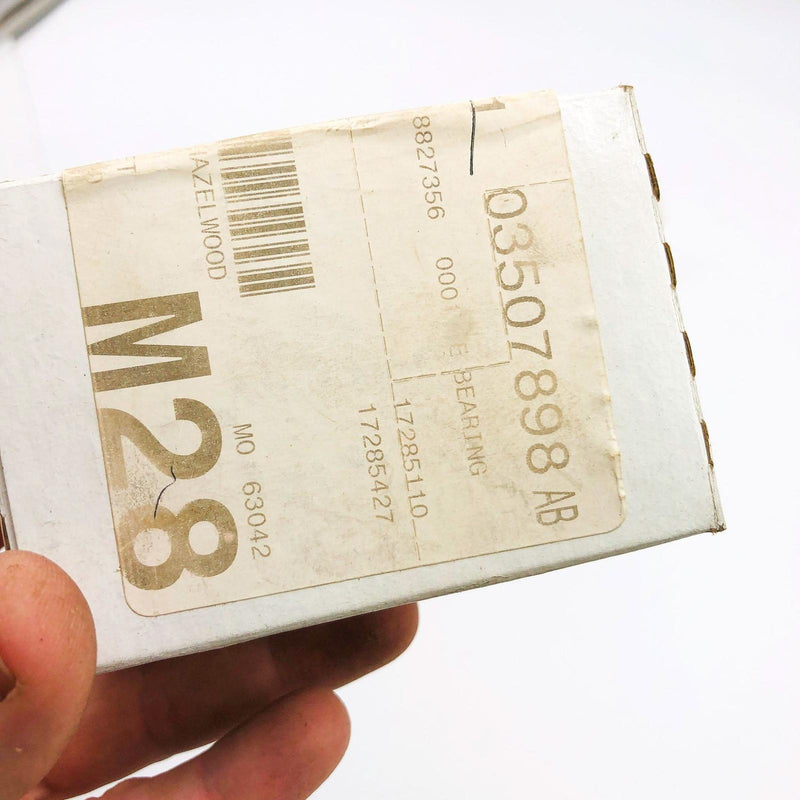 03507898 AB
8827356 000 E BEARING
17285110
17285427
AZELWOOD MO 63042
M28